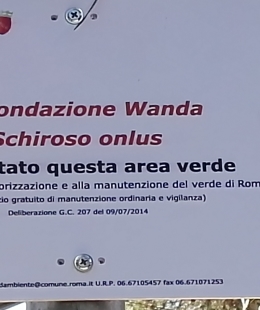 ondazione Wanda
Schiroso onlus
tato questa area verde
orizzazione e alla manutenzione del verde di Rom
zio gratuito di manutenzione ordinaria e vigilanza)
Deliberazione G.C. 207 del 09/07/2014
dambiente@comune.roma.it U.R.P. 06.67105457 fax 06.671071253